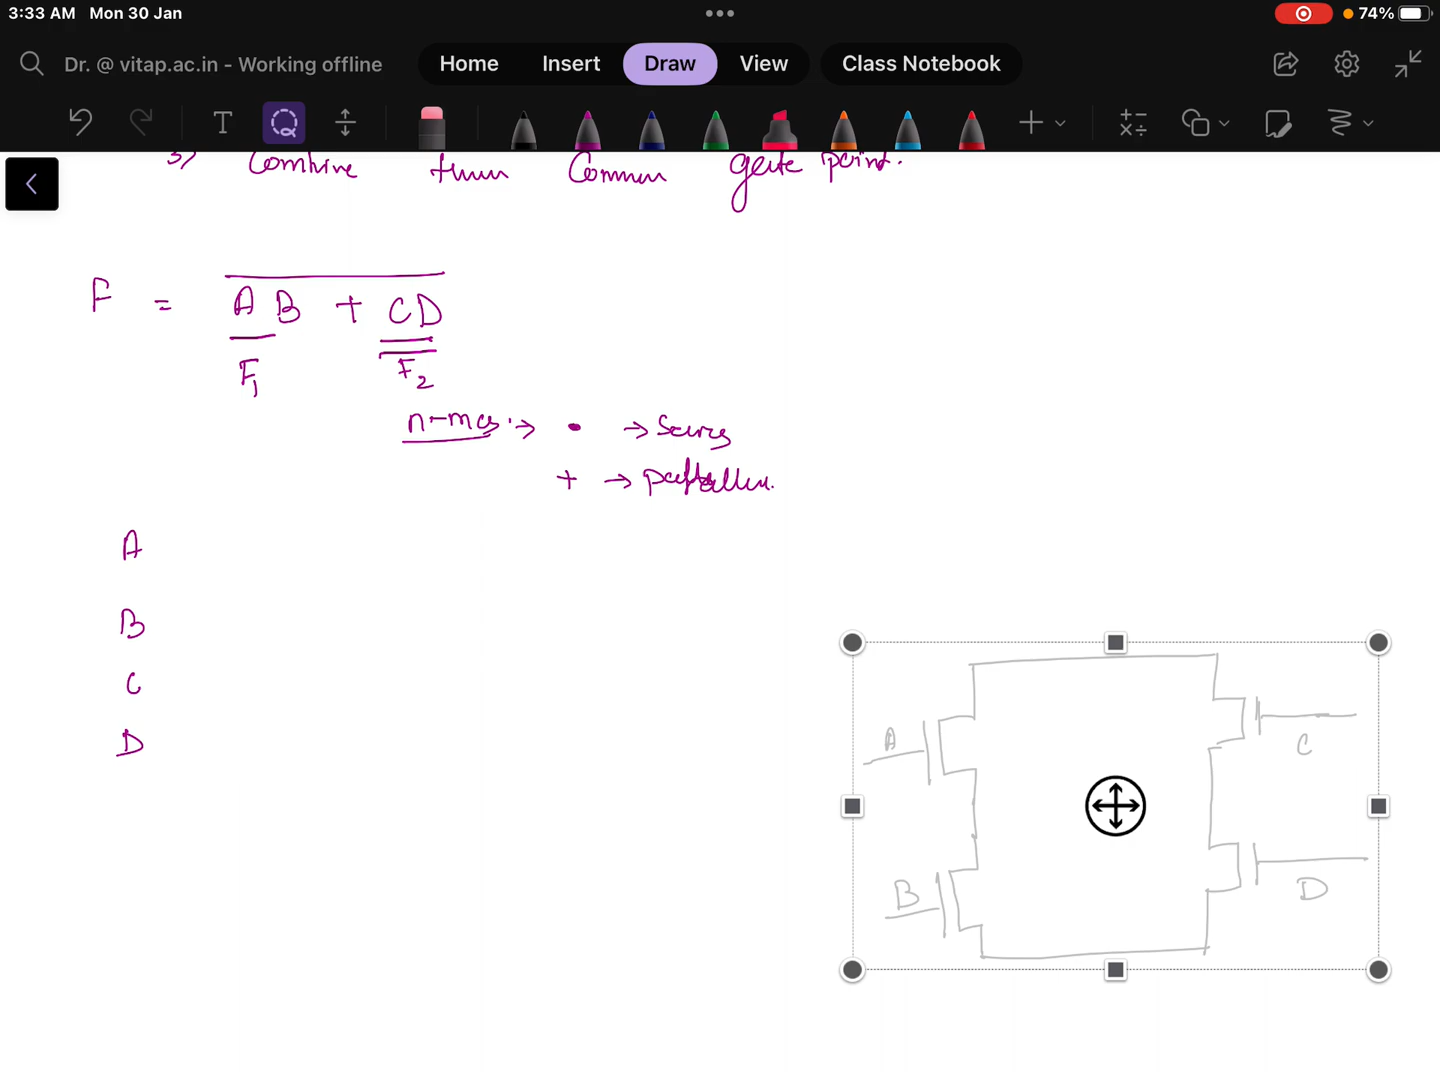 3:33 AM Mon 30 Jan
74%
Dr. @ vitap.ac.in - Working offline
Home Insert Draw View Class Notebook
T
3) Combine them Common gate point.
F = A B + CD
F1 F2
n-mos → • → Series
+ → parallel.
A
B
C
D
A
C
B
D